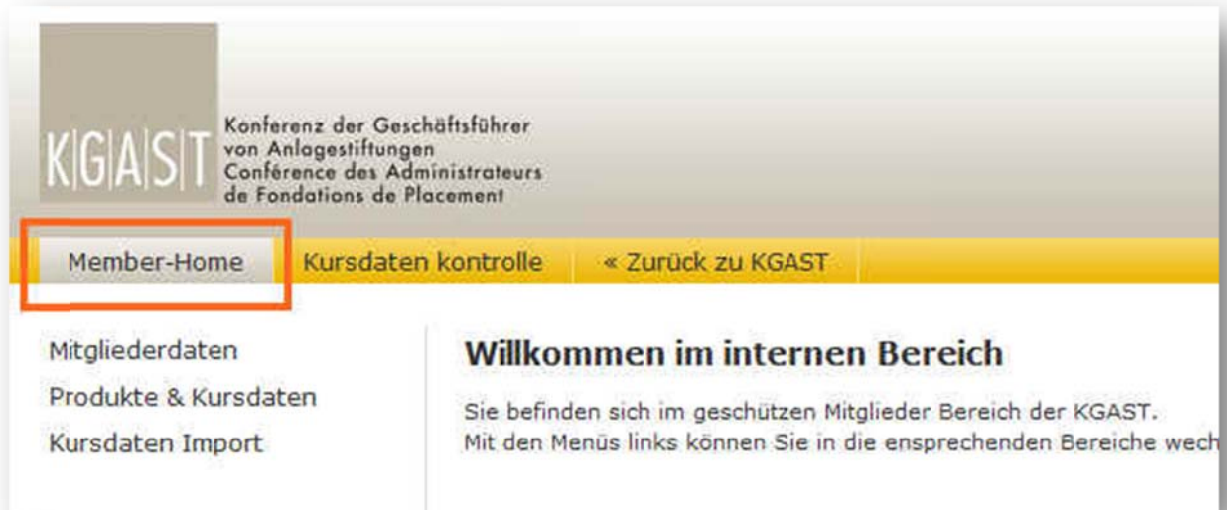 K|G|A|S|T
Konferenz der Geschäftsführer
von Anlagestiftungen
Conférence des Administrateurs
de Fondations de Placement
Member-Home
Kursdaten kontrolle
« Zurück zu KGAST
Mitgliederdaten
Produkte & Kursdaten
Kursdaten Import
Willkommen im internen Bereich
Sie befinden sich im geschützen Mitglieder Bereich der KGAST.
Mit den Menüs links können Sie in die ensprechenden Bereiche wech